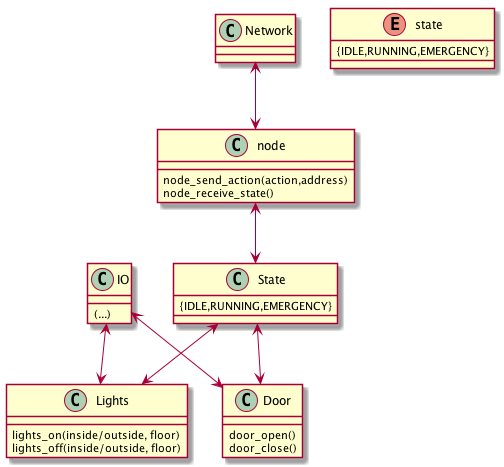 C Network
E state
{IDLE,RUNNING,EMERGENCY}
C node
node_send_action(action,address)
node_receive_state()
C IO
(...)
C State
{IDLE,RUNNING,EMERGENCY}
C Lights
lights_on(inside/outside, floor)
lights_off(inside/outside, floor)
C Door
door_open()
door_close()